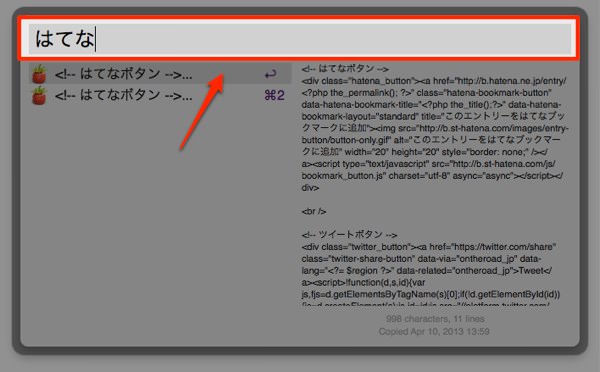 はてな
<!-- はてなボタン -->...
<!-- はてなボタン -->... ⌘2
<!-- はてなボタン -->
<div class="hatena_button"><a href="http://b.hatena.ne.jp/entry/
<?php the_permalink(); ?>" class="hatena-bookmark-button"
data-hatena-bookmark-title="<?php the_title();?>" data-hatena-
bookmark-layout="standard" title="このエントリーをはてなブック
マークに追加"><img src="http://b.st-hatena.com/images/entry-
button/button-only.gif" alt="このエントリーをはてなブックマー
クに追加" width="20" height="20" style="border: none;" /></
a><script type="text/javascript" src="http://b.st-hatena.com/js/
bookmark_button.js" charset="utf-8" async="async"></script></
div>
<br />
<!-- ツイートボタン -->
<div class="twitter_button"><a href="https://twitter.com/share"
class="twitter-share-button" data-via="ontheroad_jp" data-
lang="<?= $region ?>" data-related="ontheroad_jp">Tweet</
a><script>!function(d,s,id){var
js,fjs=d.getElementsByTagName(s)[0];if(!d.getElementById(id))
998 characters, 11 lines
Copied Apr 10, 2013 13:59